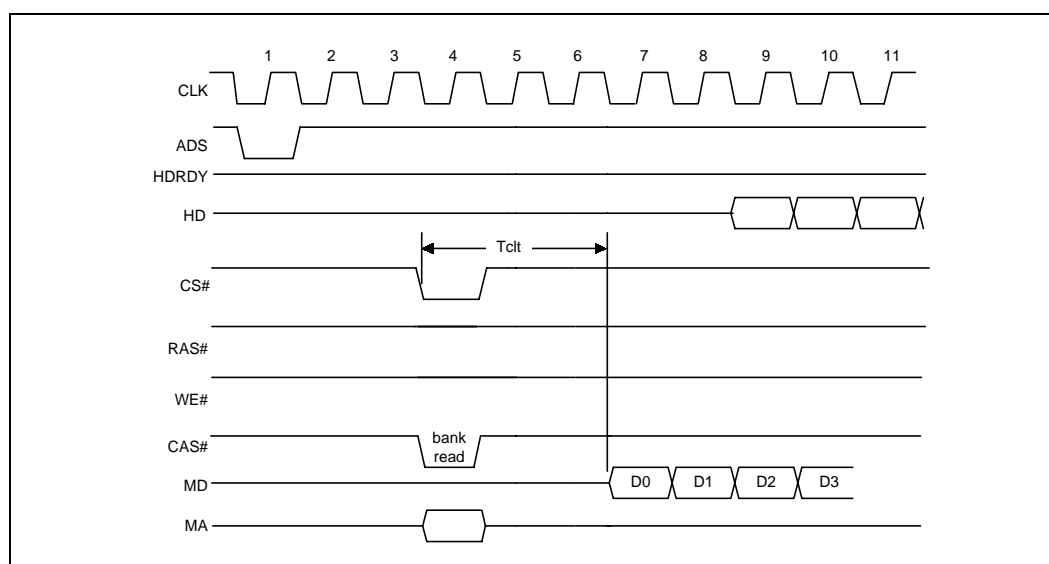 1 2 3 4 5 6 7 8 9 10 11
CLK
ADS
HDRDY
HD
Tclt
CS#
RAS#
WE#
CAS#
bank
read
MD
D0 D1 D2 D3
MA